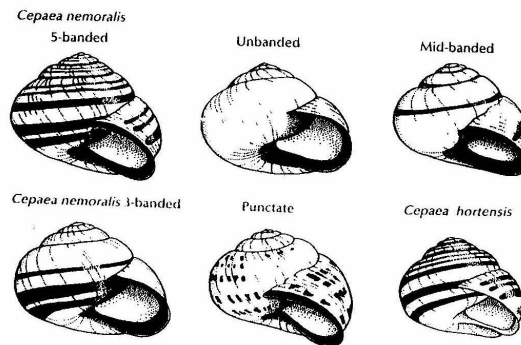 Cepaea nemoralis
5-banded
Unbanded
Mid-banded
Cepaea nemoralis 3-banded
Punctate
Cepaea hortensis